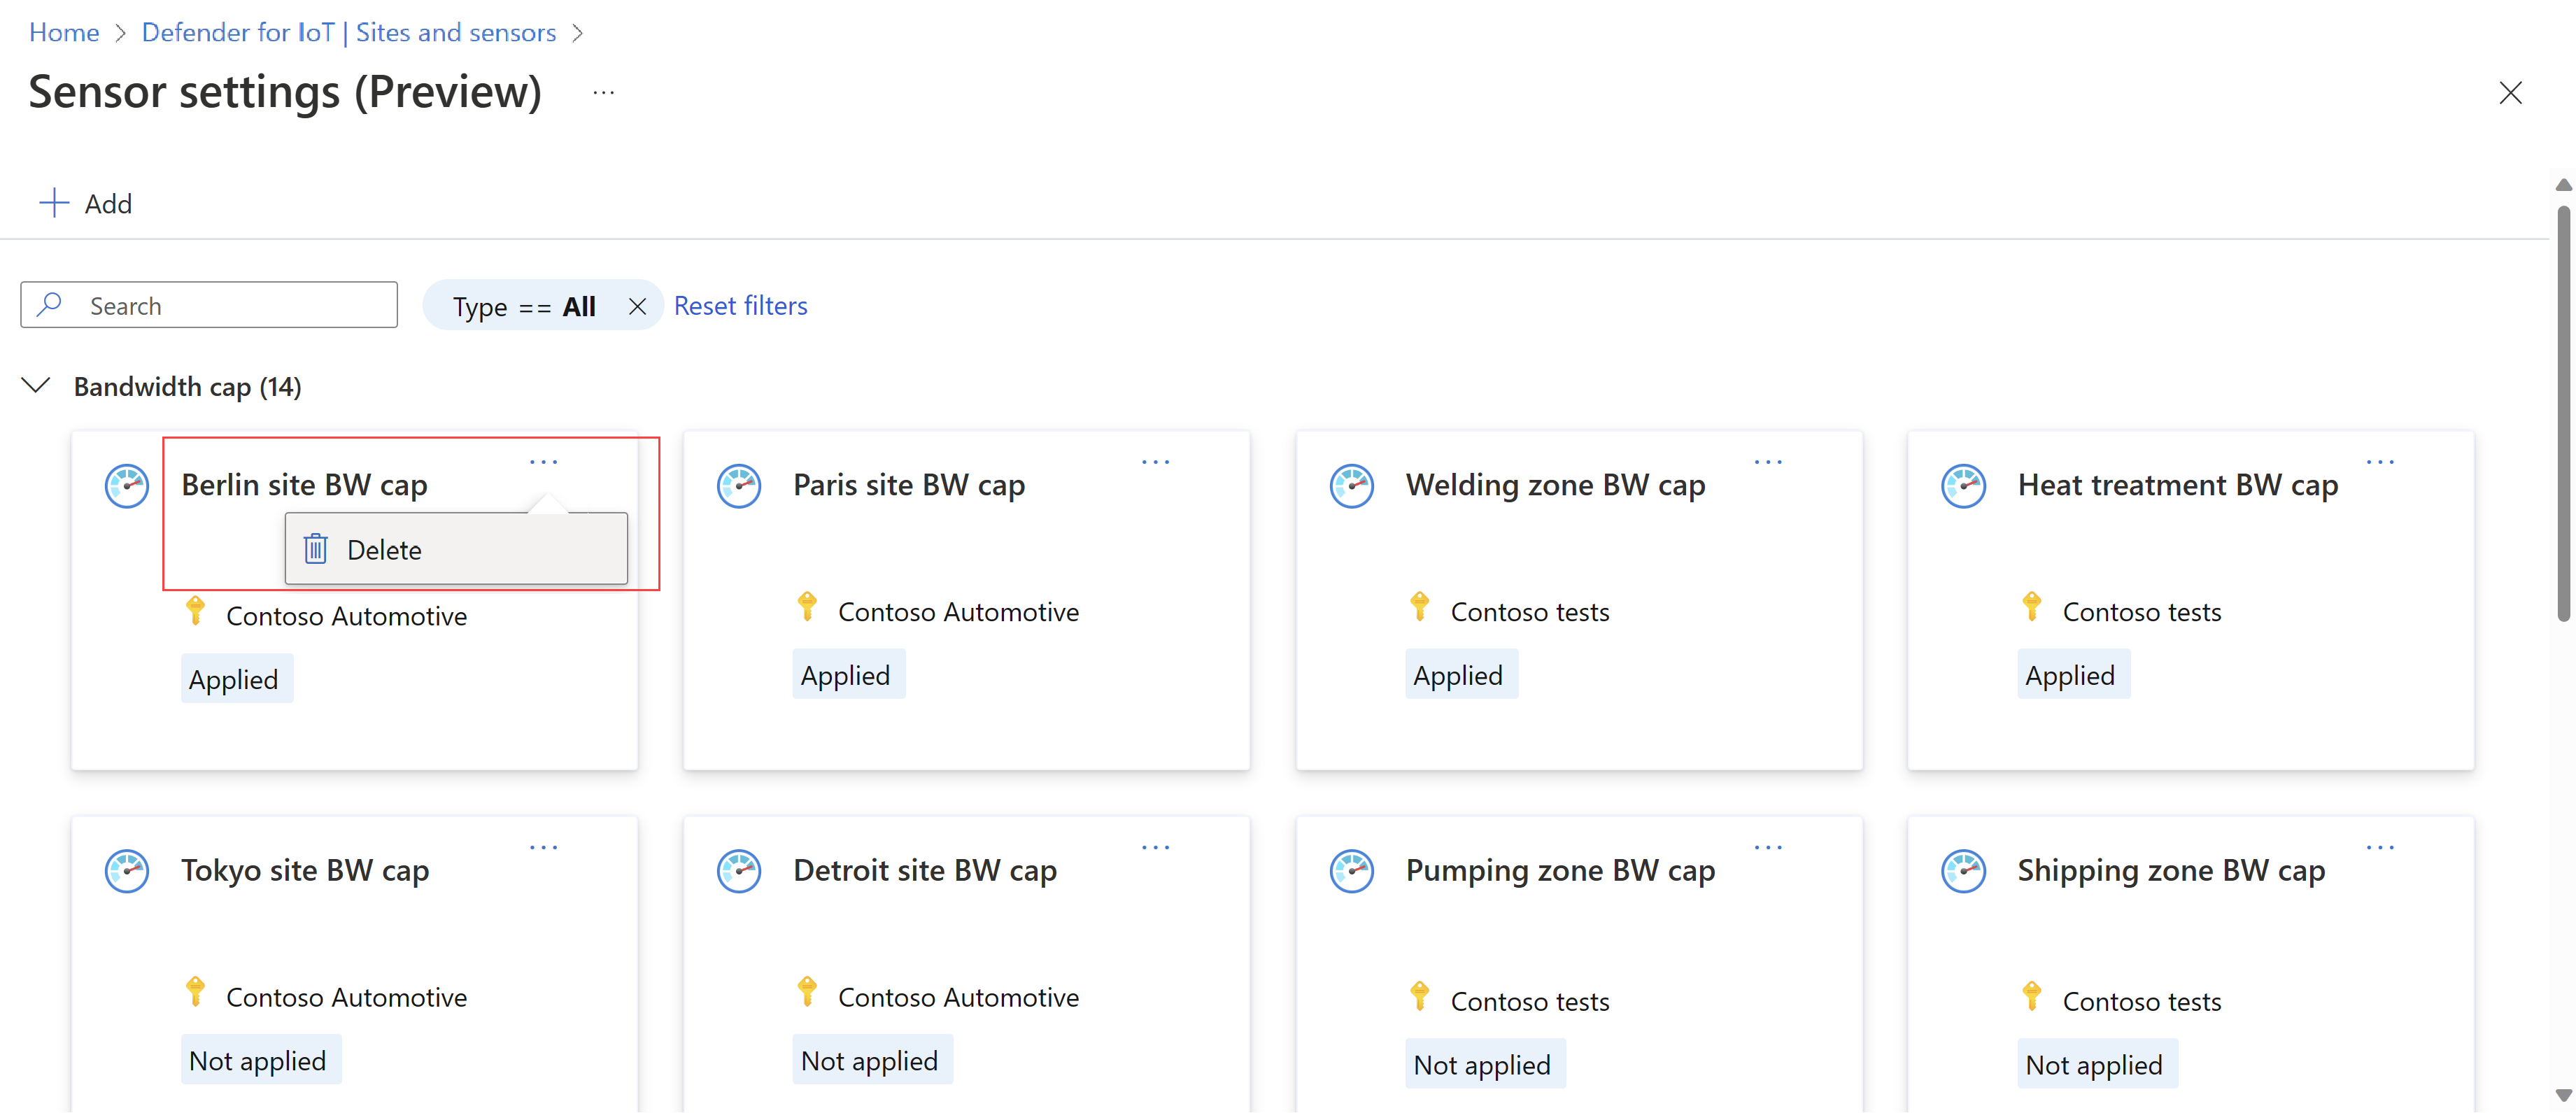 Home > Defender for IoT | Sites and sensors >
Sensor settings (Preview) ...
Add
Search
Type == All
Reset filters
Bandwidth cap (14)
Berlin site BW cap
Delete
Contoso Automotive
Applied
Paris site BW cap
Contoso Automotive
Applied
Welding zone BW cap
Contoso tests
Applied
Heat treatment BW cap
Contoso tests
Applied
Tokyo site BW cap
Contoso Automotive
Not applied
Detroit site BW cap
Contoso Automotive
Not applied
Pumping zone BW cap
Contoso tests
Not applied
Shipping zone BW cap
Contoso tests
Not applied